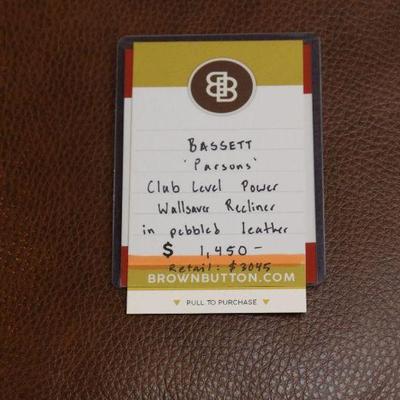 BB
BASSETT
'Parsons'
Club Level Power
Wallsaver Recliner
in pebbled leather
$ 1,450-
Retail: $3045
BROWNBUTTON.COM
▼ PULL TO PURCHASE ▼